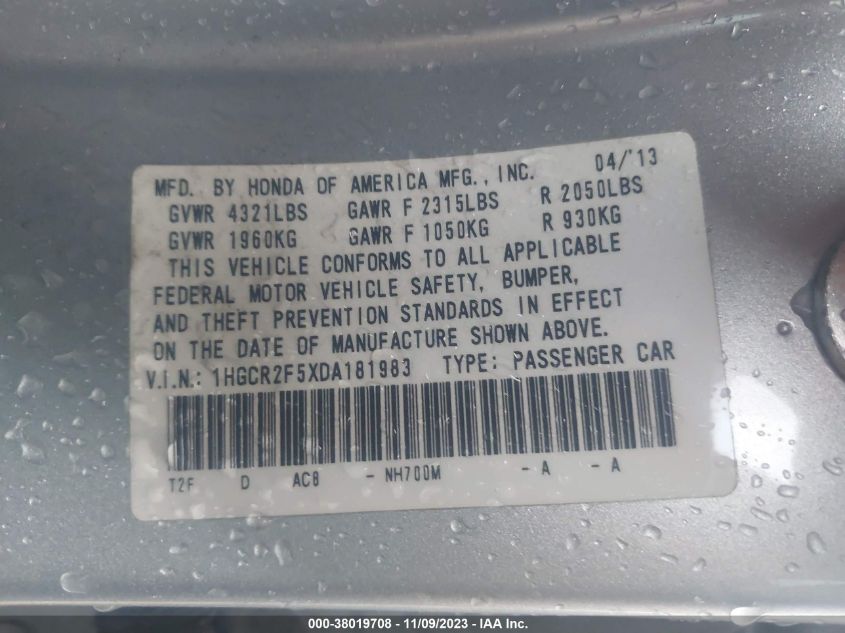 04/'13
MFD. BY HONDA OF AMERICA MFG., INC.
GVWR 4321LBS GAWR F 2315LBS R 2050LBS
GVWR 1960KG GAWR F 1050KG R 930KG
THIS VEHICLE CONFORMS TO ALL APPLICABLE
FEDERAL MOTOR VEHICLE SAFETY, BUMPER,
AND THEFT PREVENTION STANDARDS IN EFFECT
ON THE DATE OF MANUFACTURE SHOWN ABOVE.
V.I.N.: 1HGCR2F5XDA181983 TYPE: PASSENGER CAR
T2F D AC8 - NH700M - A - A
000-38019708 - 11/09/2023 - IAA Inc.